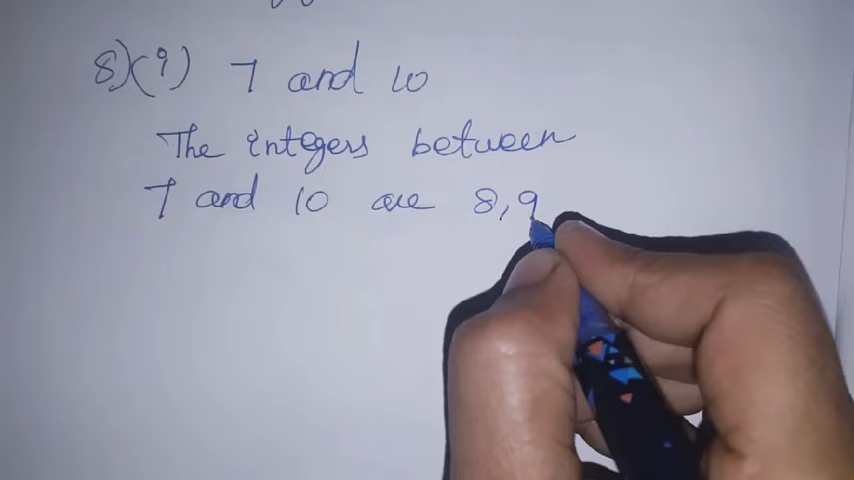 8)(i) 7 and 10
The integers between
7 and 10 are 8,9